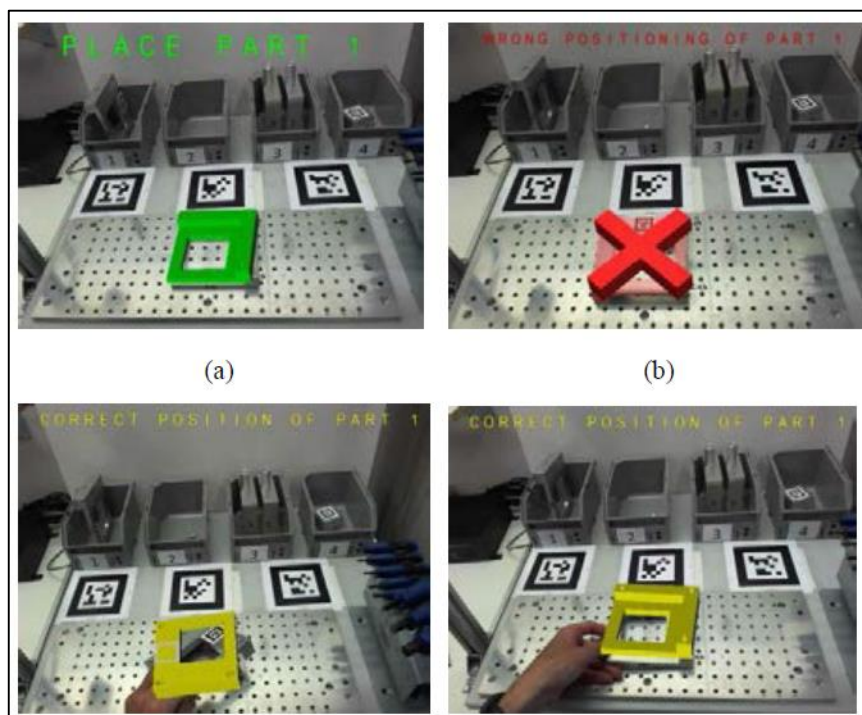 PLACE PART 1
1 2 3 4
WRONG POSITIONING OF PART 1
1 2 3 4
(a)
(b)
CORRECT POSITION OF PART 1
1 2 3 4
CORRECT POSITION OF PART 1
1 2 3 4